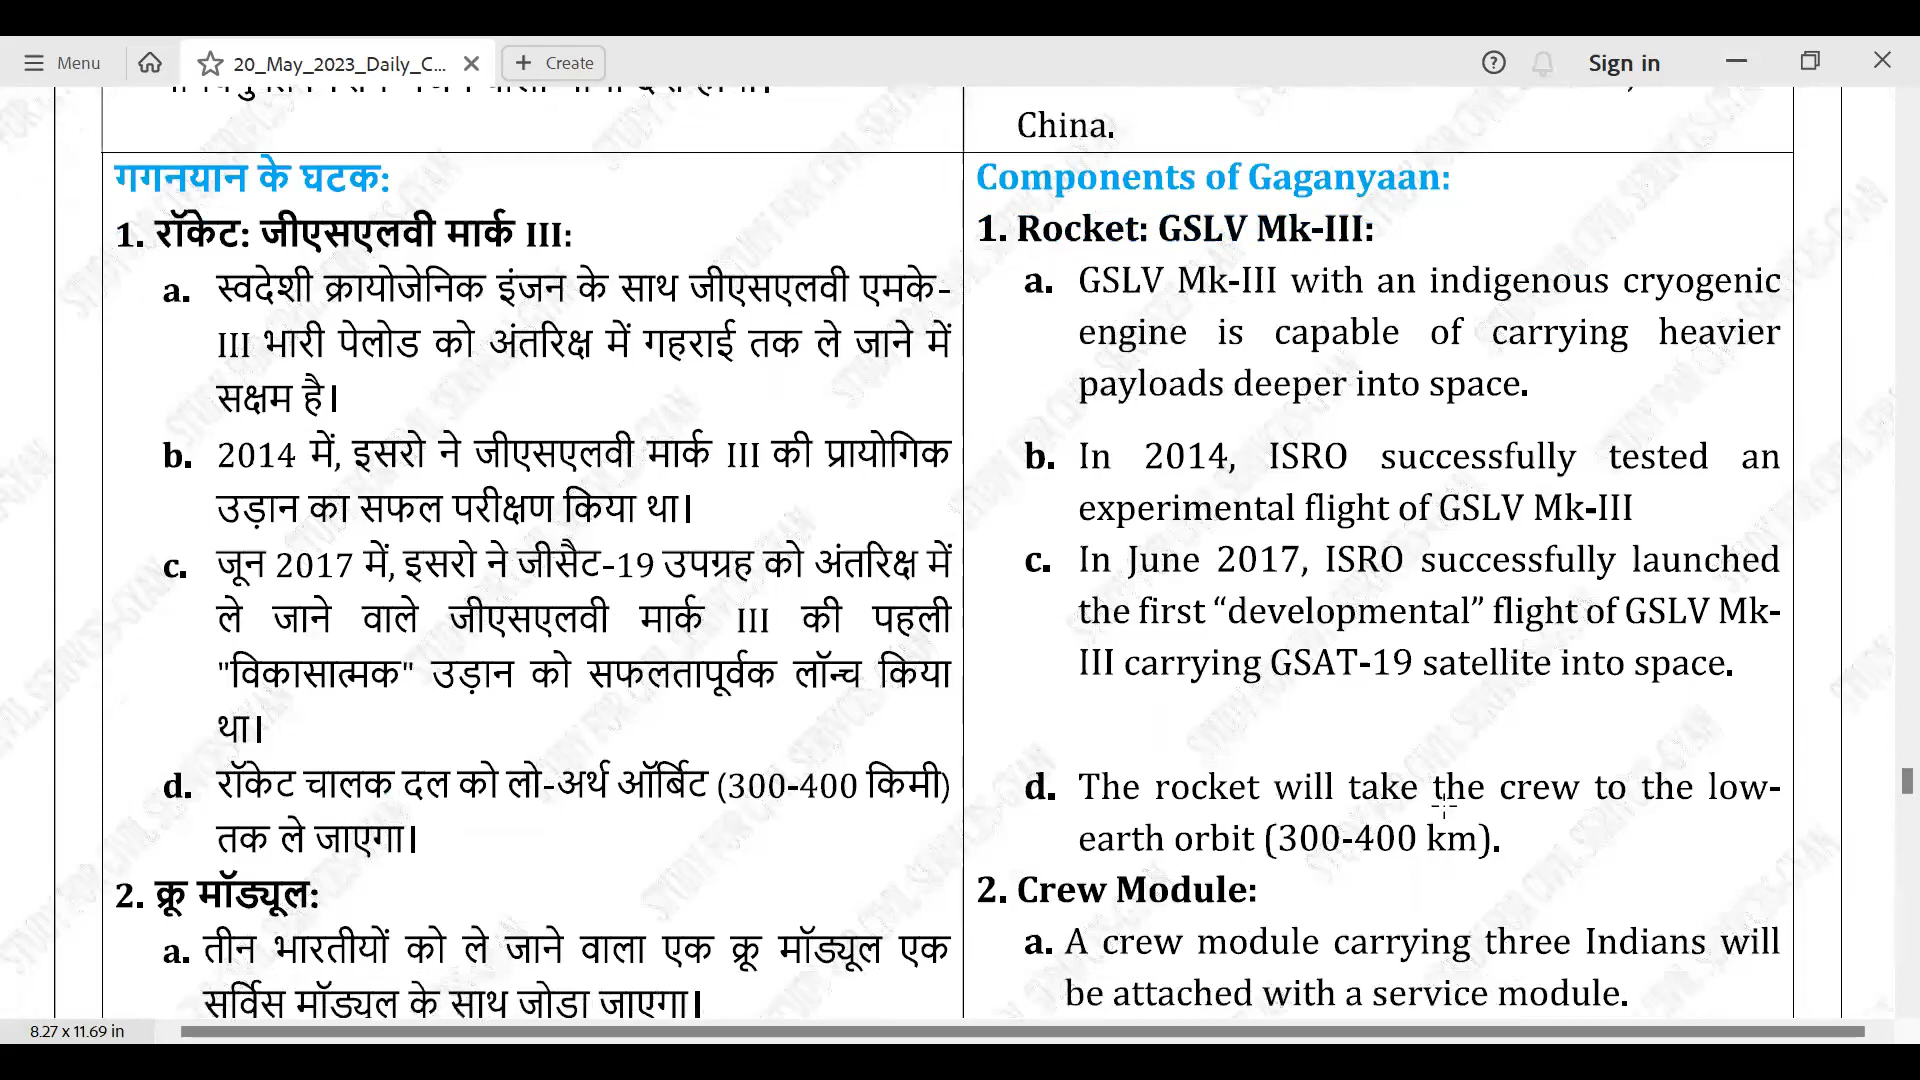 Menu
20_May_2023_Daily_C...
Create
Sign in
China.
गगनयान के घटक:
1. रॉकेट: जीएसएलवी मार्क III:
a. स्वदेशी क्रायोजेनिक इंजन के साथ जीएसएलवी एमके-
III भारी पेलोड को अंतरिक्ष में गहराई तक ले जाने में
सक्षम है।
b. 2014 में, इसरो ने जीएसएलवी मार्क III की प्रायोगिक
उड़ान का सफल परीक्षण किया था।
c. जून 2017 में, इसरो ने जीसैट-19 उपग्रह को अंतरिक्ष में
ले जाने वाले जीएसएलवी मार्क III की पहली
"विकासात्मक" उड़ान को सफलतापूर्वक लॉन्च किया
था।
d. रॉकेट चालक दल को लो-अर्थ ऑर्बिट (300-400 किमी)
तक ले जाएगा।
2. क्रू मॉड्यूल:
a. तीन भारतीयों को ले जाने वाला एक क्रू मॉड्यूल एक
सर्विस मॉड्यूल के साथ जोड़ा जाएगा।
Components of Gaganyaan:
1. Rocket: GSLV Mk-III:
a. GSLV Mk-III with an indigenous cryogenic
engine is capable of carrying heavier
payloads deeper into space.
b. In 2014, ISRO successfully tested an
experimental flight of GSLV Mk-III
c. In June 2017, ISRO successfully launched
the first “developmental” flight of GSLV Mk-
III carrying GSAT-19 satellite into space.
d. The rocket will take the crew to the low-
earth orbit (300-400 km).
2. Crew Module:
a. A crew module carrying three Indians will
be attached with a service module.
8.27 x 11.69 in
STUDY FOR CIVIL SERVICES-GYAN